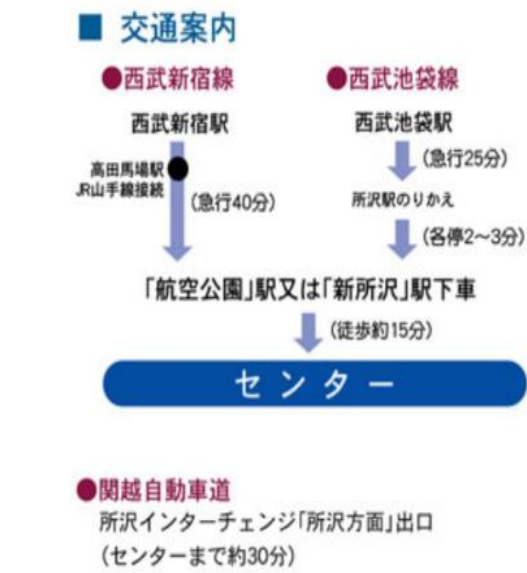 ■ 交通案内
●西武新宿線
西武新宿駅
高田馬場駅
JR山手線接続
(急行40分)
●西武池袋線
西武池袋駅
(急行25分)
所沢駅のりかえ
(各停2〜3分)
「航空公園」駅又は「新所沢」駅下車
(徒歩約15分)
センター
●関越自動車道
所沢インターチェンジ「所沢方面」出口
(センターまで約30分)